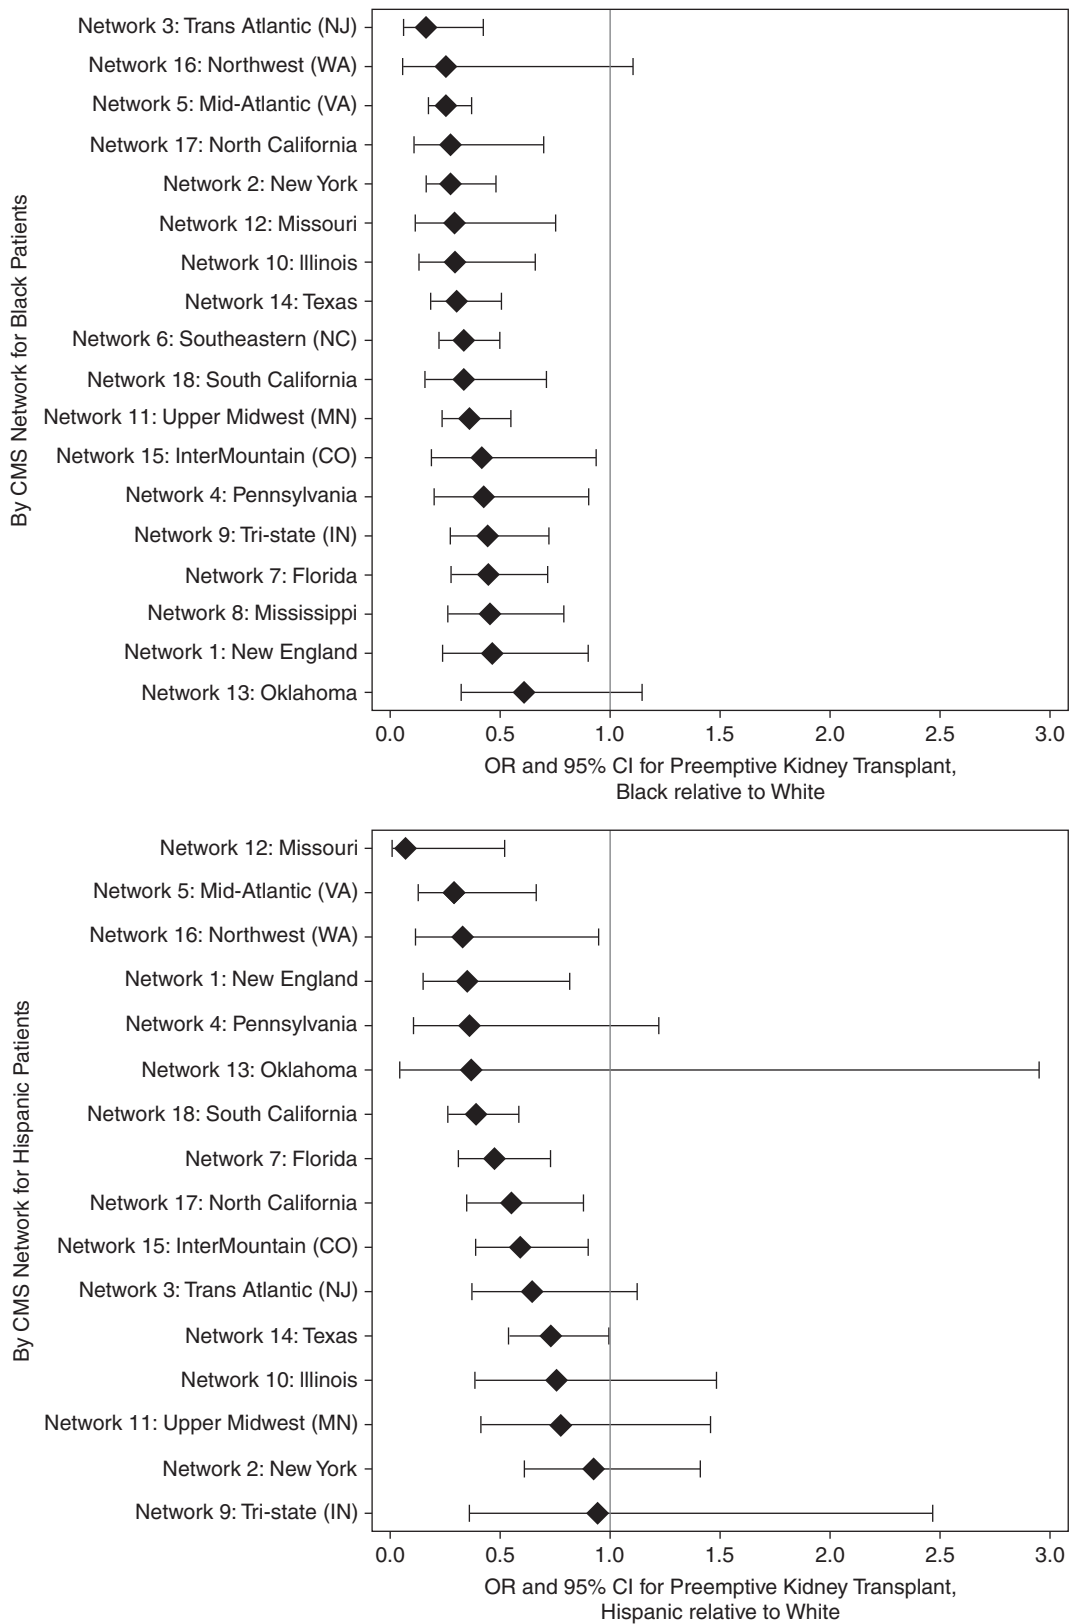 By CMS Network for Black Patients
Network 3: Trans Atlantic (NJ)
Network 16: Northwest (WA)
Network 5: Mid-Atlantic (VA)
Network 17: North California
Network 2: New York
Network 12: Missouri
Network 10: Illinois
Network 14: Texas
Network 6: Southeastern (NC)
Network 18: South California
Network 11: Upper Midwest (MN)
Network 15: InterMountain (CO)
Network 4: Pennsylvania
Network 9: Tri-state (IN)
Network 7: Florida
Network 8: Mississippi
Network 1: New England
Network 13: Oklahoma
0.0 0.5 1.0 1.5 2.0 2.5 3.0
OR and 95% CI for Preemptive Kidney Transplant,
Black relative to White
By CMS Network for Hispanic Patients
Network 12: Missouri
Network 5: Mid-Atlantic (VA)
Network 16: Northwest (WA)
Network 1: New England
Network 4: Pennsylvania
Network 13: Oklahoma
Network 18: South California
Network 7: Florida
Network 17: North California
Network 15: InterMountain (CO)
Network 3: Trans Atlantic (NJ)
Network 14: Texas
Network 10: Illinois
Network 11: Upper Midwest (MN)
Network 2: New York
Network 9: Tri-state (IN)
0.0 0.5 1.0 1.5 2.0 2.5 3.0
OR and 95% CI for Preemptive Kidney Transplant,
Hispanic relative to White